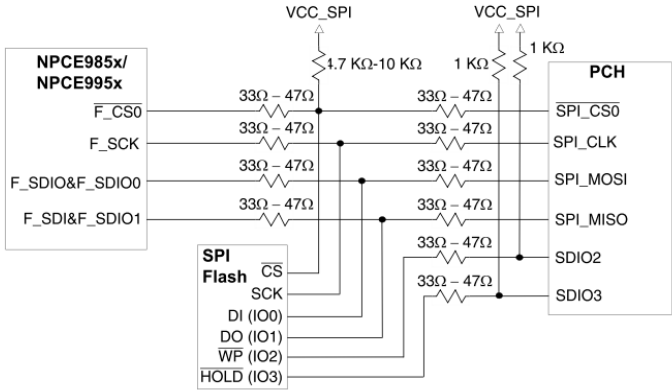 VCC_SPI
VCC_SPI
4.7 KΩ-10 KΩ
1 KΩ
1 KΩ
NPCE985x/
NPCE995x
PCH
33Ω – 47Ω
33Ω – 47Ω
F_CS0
SPI_CS0
33Ω – 47Ω
33Ω – 47Ω
F_SCK
SPI_CLK
33Ω – 47Ω
33Ω – 47Ω
F_SDIO&F_SDIO0
SPI_MOSI
33Ω – 47Ω
33Ω – 47Ω
F_SDI&F_SDIO1
SPI_MISO
33Ω – 47Ω
SDIO2
33Ω – 47Ω
SDIO3
SPI
Flash
CS
SCK
DI (IO0)
DO (IO1)
WP (IO2)
HOLD (IO3)